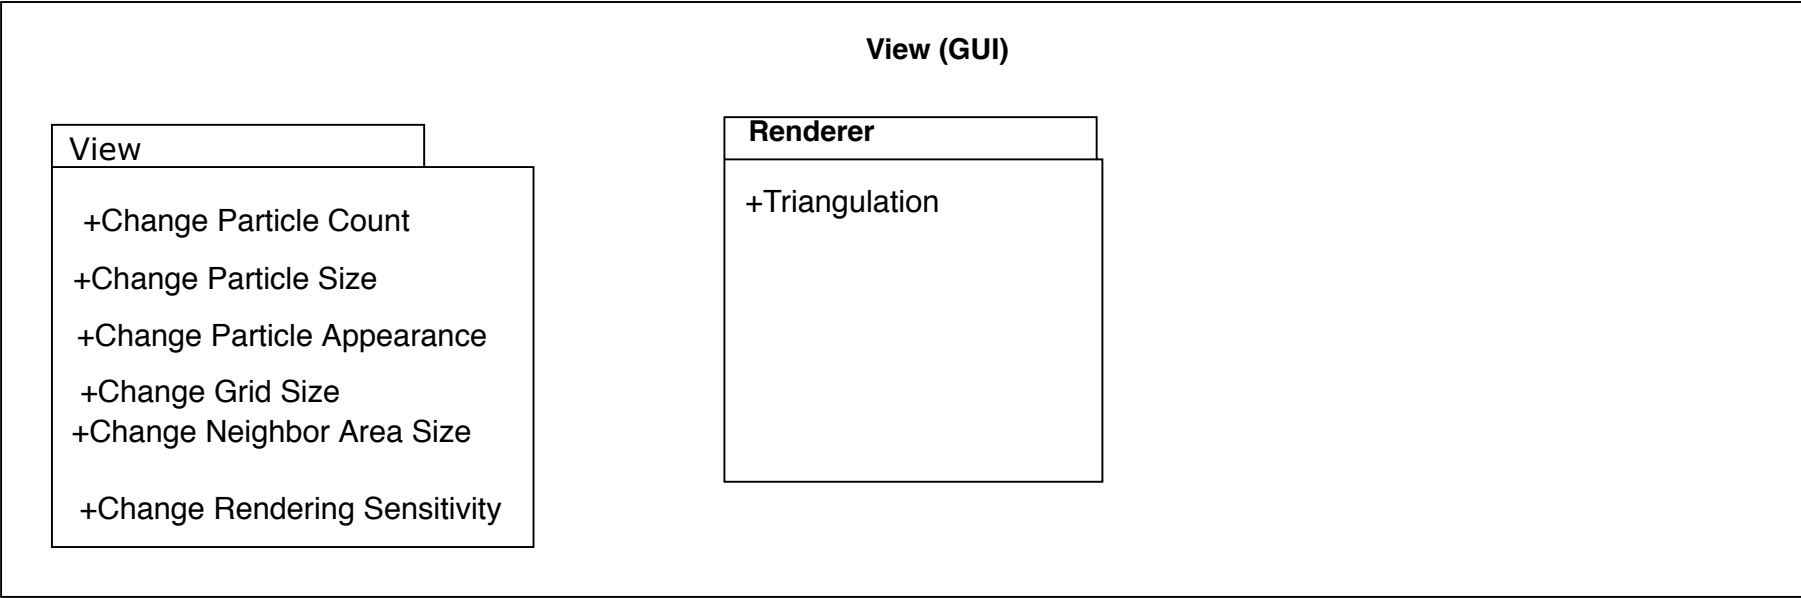 View (GUI)
View
+Change Particle Count
+Change Particle Size
+Change Particle Appearance
+Change Grid Size
+Change Neighbor Area Size
+Change Rendering Sensitivity
Renderer
+Triangulation